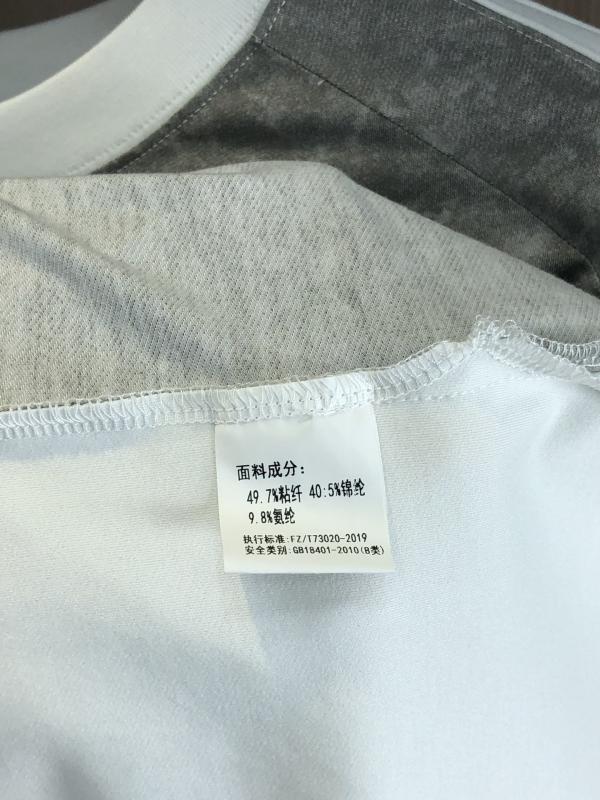 面料成分：
49.7%粘纤 40:5%锦纶
9.8%氨纶
执行标准:FZ/T73020-2019
安全类别:GB18401-2010(B类)